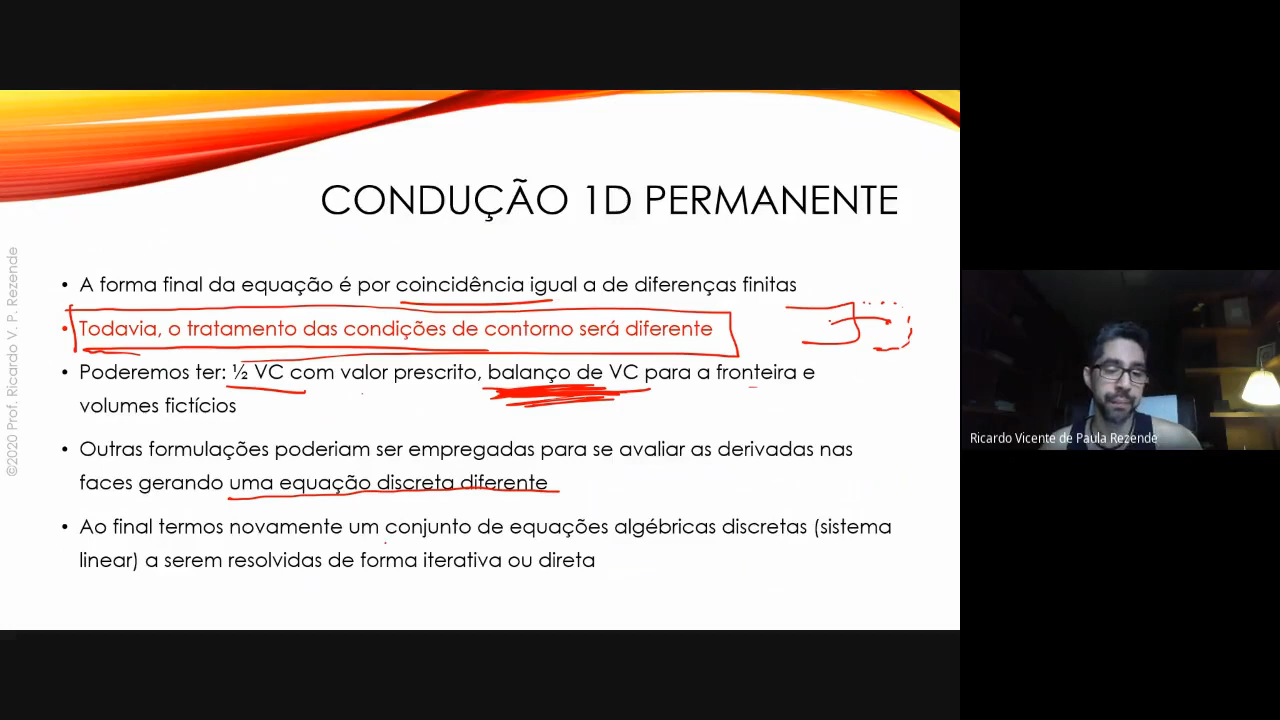 CONDUÇÃO 1D PERMANENTE
• A forma final da equação é por coincidência igual a de diferenças finitas
• Todavia, o tratamento das condições de contorno será diferente
• Poderemos ter: ½ VC com valor prescrito, balanço de VC para a fronteira e
volumes fictícios
• Outras formulações poderiam ser empregadas para se avaliar as derivadas nas
faces gerando uma equação discreta diferente
• Ao final termos novamente um conjunto de equações algébricas discretas (sistema
linear) a serem resolvidas de forma iterativa ou direta
©2020 Prof. Ricardo V. P. Rezende
Ricardo Vicente de Paula Rezende